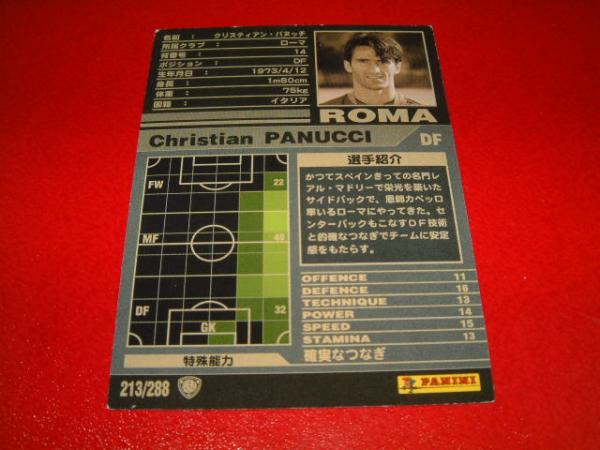 名前 : クリスティアン・パヌッチ
所属クラブ : ローマ
背番号 : 14
ポジション : DF
生年月日 : 1973/4/12
身長 : 1m80cm
体重 : 75kg
国籍 : イタリア
ROMA
Christian PANUCCI DF
FW 22
MF 46
DF 32
GK
選手紹介
かつてスペインきっての名門レ
アル・マドリーで栄光を築いた
サイドバックで、恩師カペッロ
率いるローマにやってきた。セ
ンターバックもこなすDF技術
と的確なつなぎでチームに安定
感をもたらす。
OFFENCE 11
DEFENCE 16
TECHNIQUE 13
POWER 14
SPEED 15
STAMINA 13
特殊能力 確実なつなぎ
213/288
PANINI